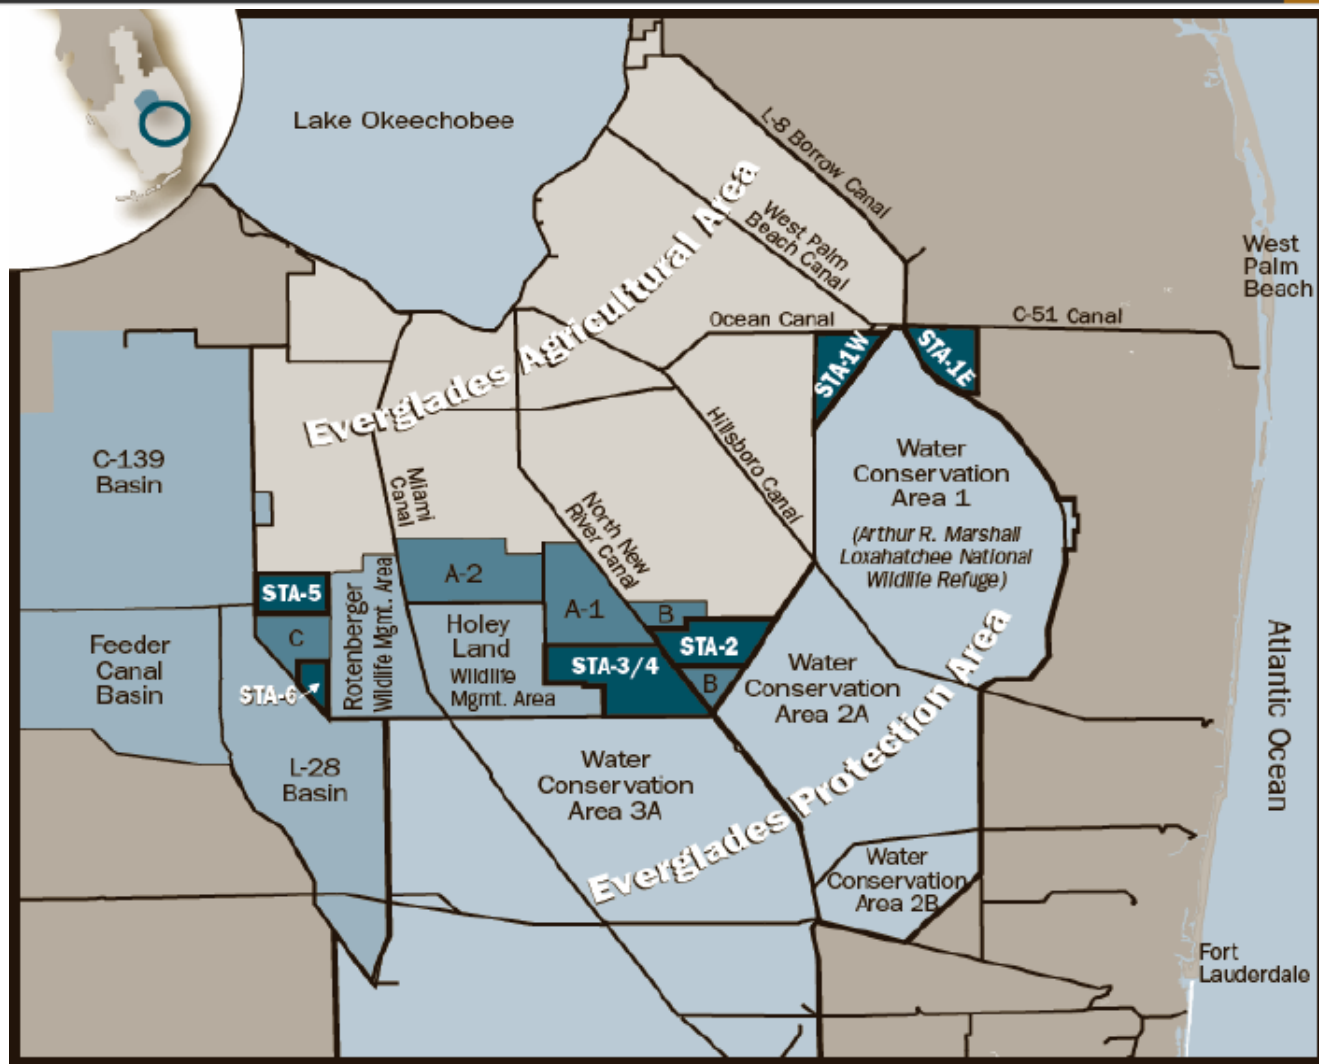 Lake Okeechobee
L-8 Borrow Canal
West Palm
Beach Canal
Everglades Agricultural Area
West
Palm
Beach
Ocean Canal
C-51 Canal
STA-1W
STA-1E
Hillsboro Canal
C-139
Basin
Miami
Canal
North New
River Canal
Water
Conservation
Area 1
(Arthur R. Marshall
Loxahatchee National
Wildlife Refuge)
STA-5
C
STA-6
Rotenberger
Wildlife Mgmt. Area
A-2
A-1
B
Holey
Land
Wildlife
Mgmt. Area
STA-3/4
STA-2
B
Feeder
Canal
Basin
L-28
Basin
Water
Conservation
Area 2A
Water
Conservation
Area 3A
Everglades Protection Area
Water
Conservation
Area 2B
Atlantic Ocean
Fort
Lauderdale